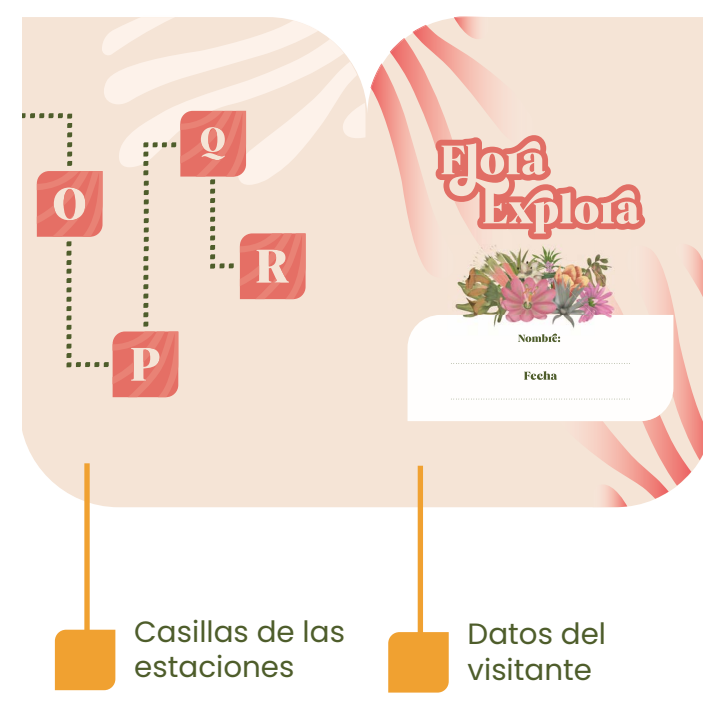 Q
O
R
P
Flora
Explora
Nombre:
Fecha
Casillas de las
estaciones
Datos del
visitante